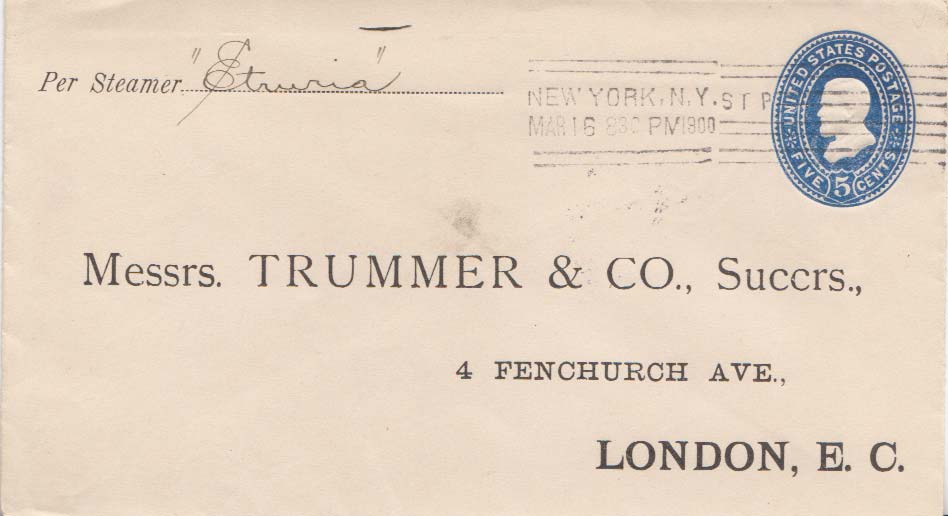 Per Steamer "Etruria"
NEW YORK, N.Y. ST P
MAR 16 830 PM 1900
UNITED STATES POSTAGE
FIVE 5 CENTS
Messrs. TRUMMER & CO., Succrs.,
4 FENCHURCH AVE.,
LONDON, E. C.